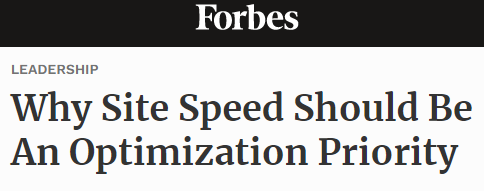 Forbes
LEADERSHIP
Why Site Speed Should Be
An Optimization Priority